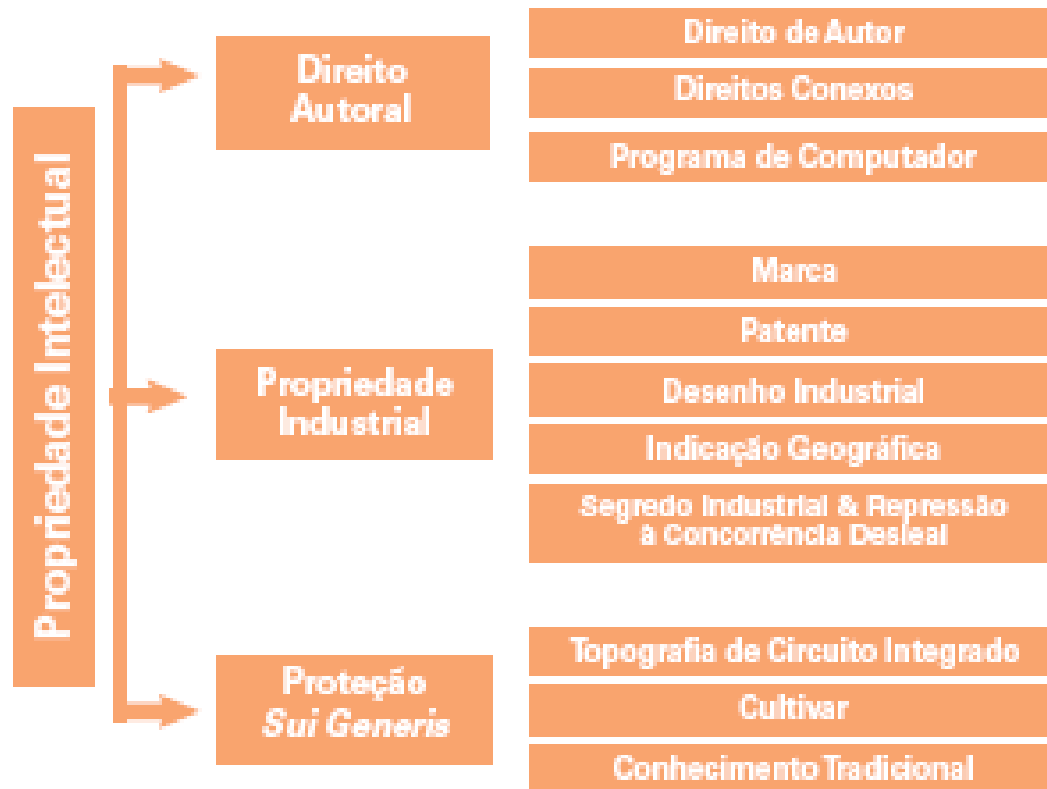 Propriedade Intelectual
Direito
Autoral
Direito de Autor
Direitos Conexos
Programa de Computador
Propriedade
Industrial
Marca
Patente
Desenho Industrial
Indicação Geográfica
Segredo Industrial & Repressão
à Concorrência Desleal
Proteção
Sui Generis
Topografia de Circuito Integrado
Cultivar
Conhecimento Tradicional